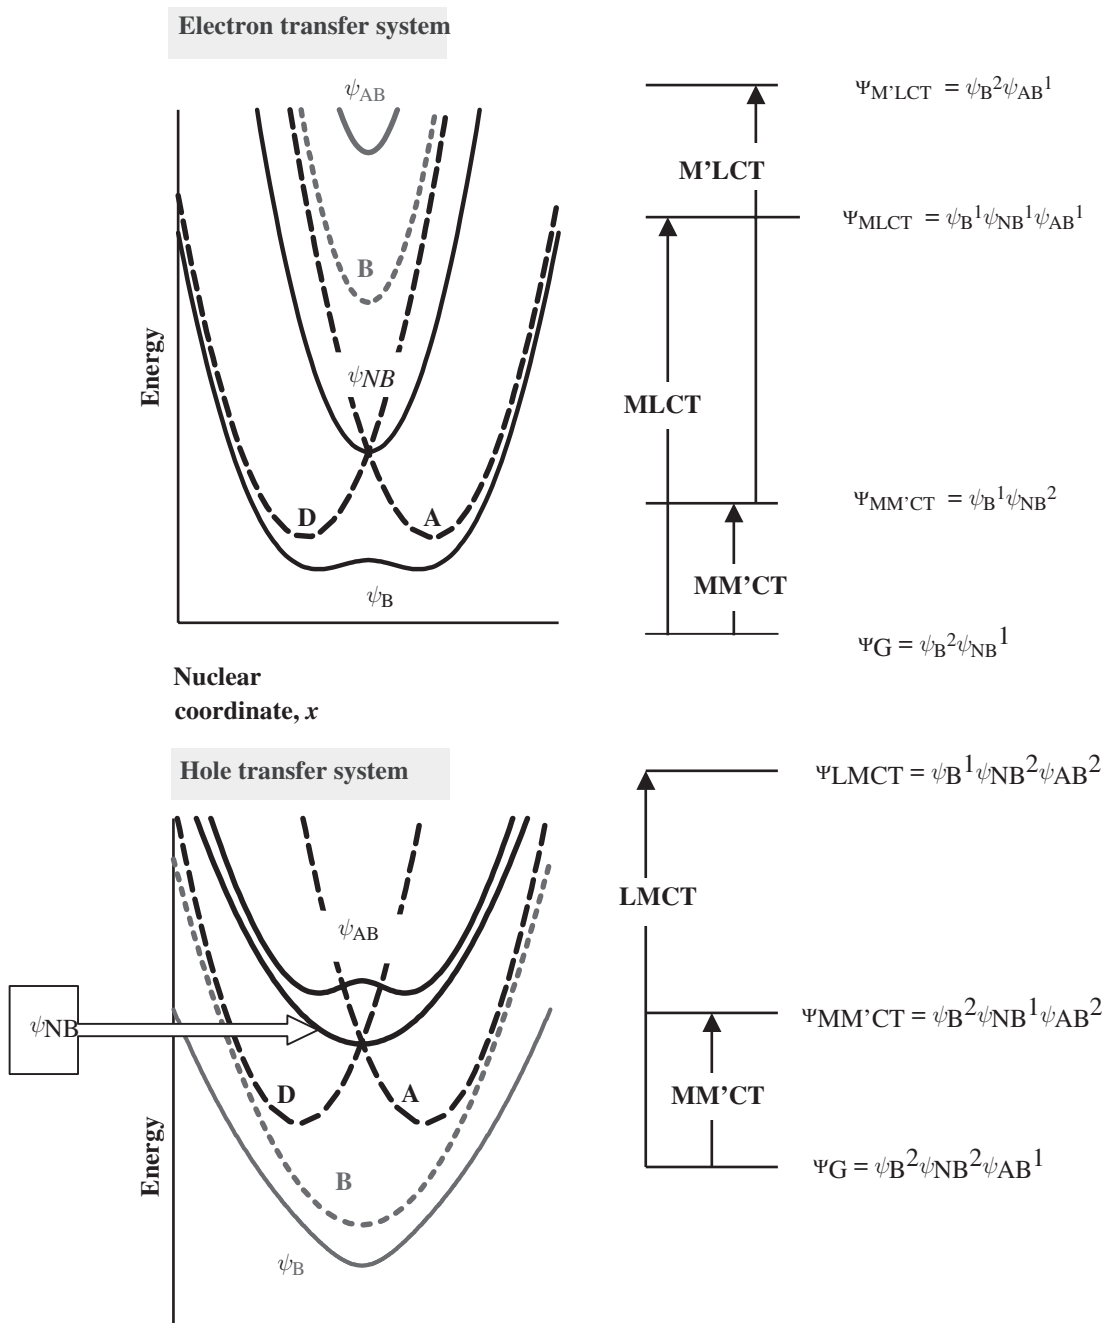 Electron transfer system
ψAB
B
ψNB
D
A
ψB
Energy
Nuclear
coordinate, x
ΨM'LCT = ψB²ψAB¹
M'LCT
ΨMLCT = ψB¹ψNB¹ψAB¹
MLCT
ΨMM'CT = ψB¹ψNB²
MM'CT
ΨG = ψB²ψNB¹
Hole transfer system
ψAB
ψNB
D
A
B
ψB
Energy
ΨLMCT = ψB¹ψNB²ψAB²
LMCT
ΨMM'CT = ψB²ψNB¹ψAB²
MM'CT
ΨG = ψB²ψNB²ψAB¹